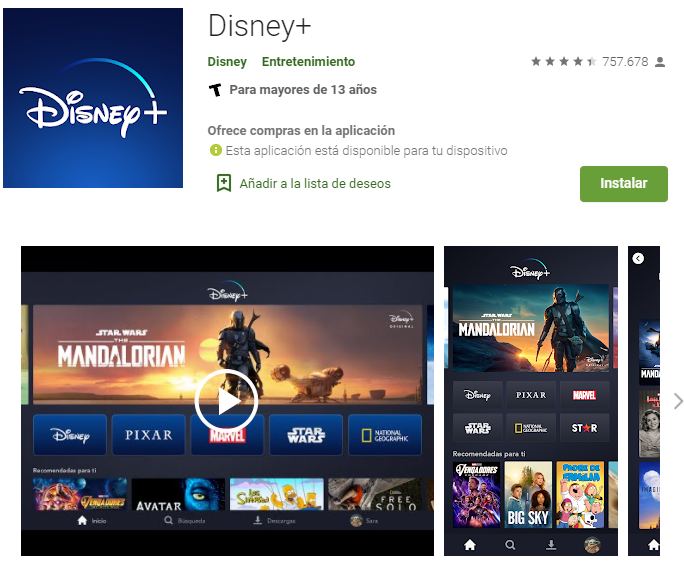 Disney+
Disney Entretenimiento
757.678
Para mayores de 13 años
Ofrece compras en la aplicación
Esta aplicación está disponible para tu dispositivo
Añadir a la lista de deseos
Instalar
Disney+
Disney+
STAR WARS
THE
MANDALORIAN
Disney+
ORIGINAL
Disney
PIXAR
MARVEL
STAR WARS
NATIONAL GEOGRAPHIC
Recomendadas para ti
VENGADORES
AVATAR
LOS SIMPSON
FREE SOLO
Inicio
Búsqueda
Descargas
Sara
Disney+
STAR WARS
THE
MANDALORIAN
Disney+
Disney
PIXAR
MARVEL
STAR WARS
NATIONAL GEOGRAPHIC
STAR
Recomendadas para ti
VENGADORES
BIG SKY
PADRE DE FAMILIA